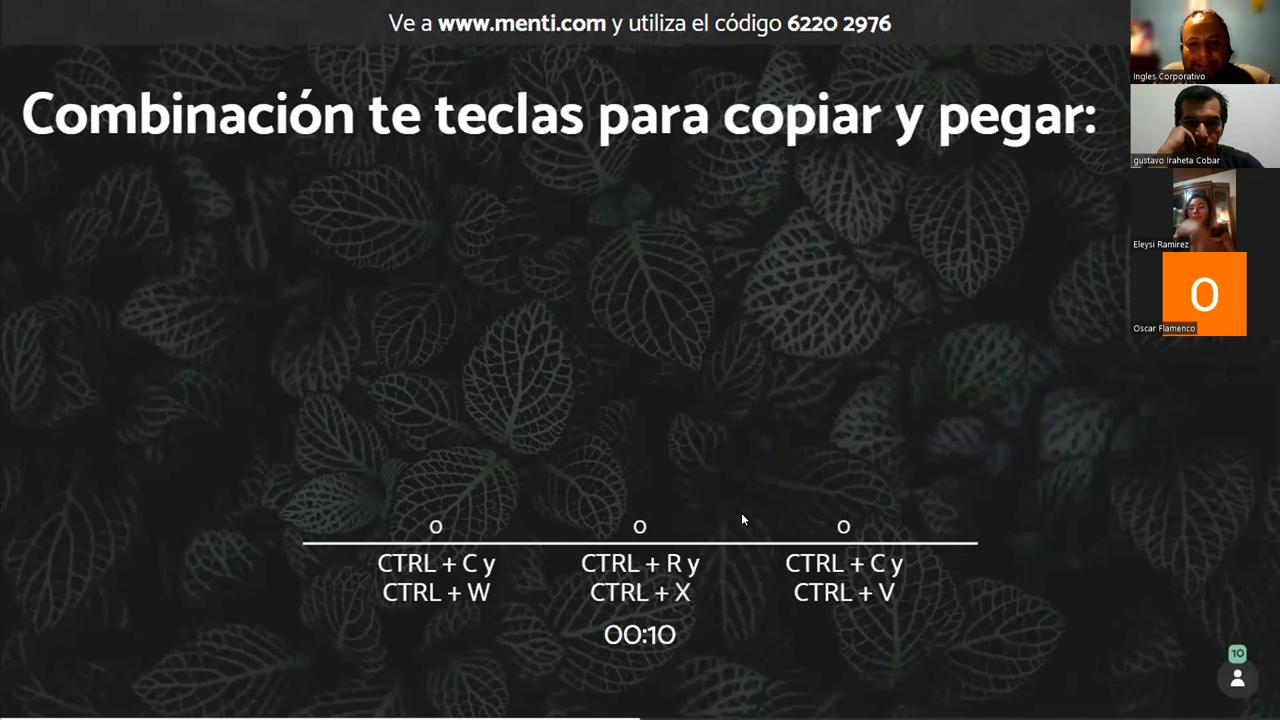 Ve a www.menti.com y utiliza el código 6220 2976
Combinación te teclas para copiar y pegar:
Ingles Corporativo
gustavo Iraheta Cobar
Eleysi Ramirez
O
Oscar Flamenco
0 0 0
CTRL + C y CTRL + R y CTRL + C y
CTRL + W CTRL + X CTRL + V
00:10
10